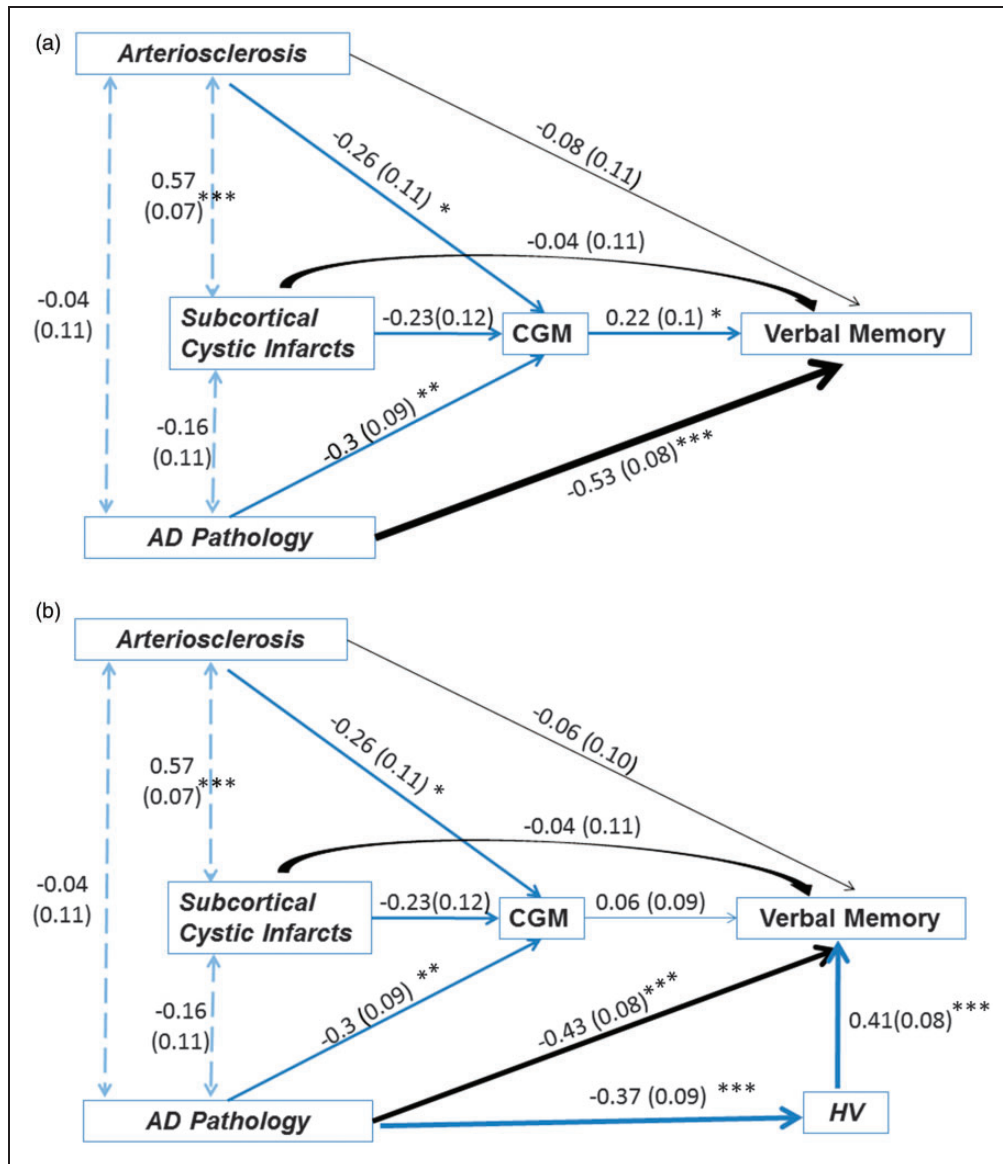 (a)
Arteriosclerosis
-0.26 (0.11) *
-0.08 (0.11)
0.57
(0.07)***
-0.04 (0.11)
-0.04
(0.11)
Subcortical
Cystic Infarcts
-0.23(0.12)
CGM
0.22 (0.1) *
Verbal Memory
-0.16
(0.11)
-0.3 (0.09) **
-0.53 (0.08)***
AD Pathology
(b)
Arteriosclerosis
-0.26 (0.11) *
-0.06 (0.10)
0.57
(0.07)***
-0.04 (0.11)
-0.04
(0.11)
Subcortical
Cystic Infarcts
-0.23(0.12)
CGM
0.06 (0.09)
Verbal Memory
-0.16
(0.11)
-0.3 (0.09) **
-0.43 (0.08)***
0.41(0.08)***
-0.37 (0.09) ***
AD Pathology
HV